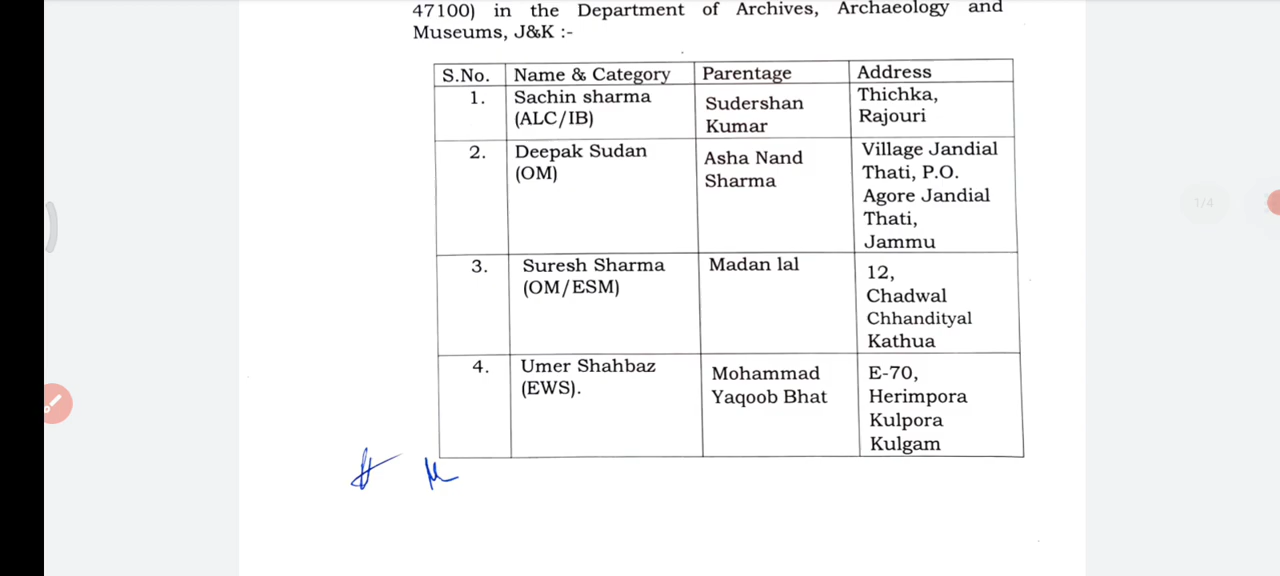 47100) in the Department of Archives, Archaeology and
Museums, J&K :-
S.No. Name & Category Parentage Address
1. Sachin sharma (ALC/IB) Sudershan Kumar Thichka, Rajouri
2. Deepak Sudan (OM) Asha Nand Sharma Village Jandial Thati, P.O. Agore Jandial Thati, Jammu
3. Suresh Sharma (OM/ESM) Madan lal 12, Chadwal Chhandityal Kathua
4. Umer Shahbaz (EWS). Mohammad Yaqoob Bhat E-70, Herimpora Kulpora Kulgam
1/4